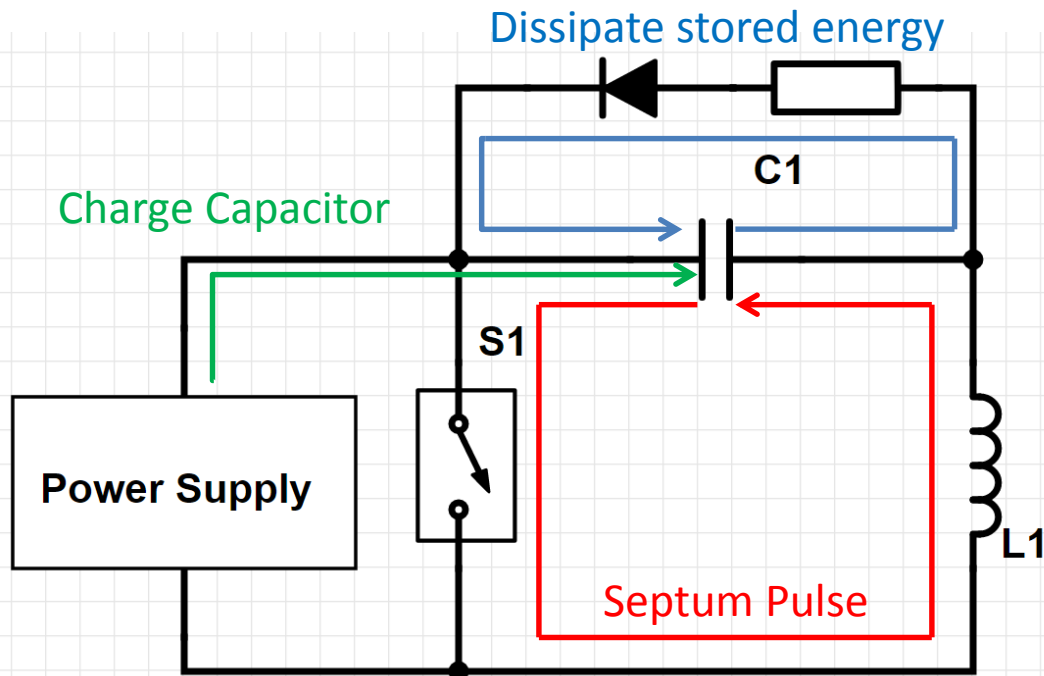 Dissipate stored energy
C1
Charge Capacitor
S1
Power Supply
L1
Septum Pulse